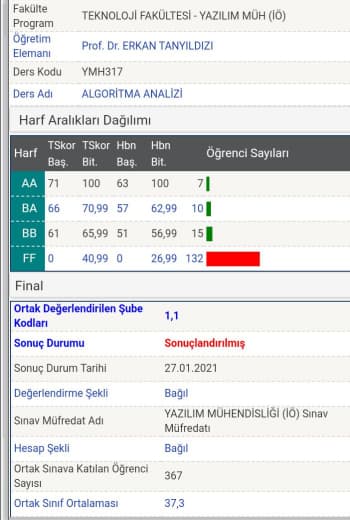 Fakülte
Program
TEKNOLOJİ FAKÜLTESİ - YAZILIM MÜH (İÖ)
Öğretim
Elemanı
Prof. Dr. ERKAN TANYILDIZI
Ders Kodu YMH317
Ders Adı ALGORİTMA ANALİZİ
Harf Aralıkları Dağılımı
Harf TSkor Baş. TSkor Bit. Hbn Baş. Hbn Bit. Öğrenci Sayıları
AA 71 100 63 100 7
BA 66 70,99 57 62,99 10
BB 61 65,99 51 56,99 15
FF 0 40,99 0 26,99 132
Final
Ortak Değerlendirilen Şube
Kodları
1,1
Sonuç Durumu Sonuçlandırılmış
Sonuç Durum Tarihi 27.01.2021
Değerlendirme Şekli Bağıl
Sınav Müfredat Adı
YAZILIM MÜHENDİSLİĞİ (İÖ) Sınav
Müfredatı
Hesap Şekli Bağıl
Ortak Sınava Katılan Öğrenci
Sayısı
367
Ortak Sınıf Ortalaması 37,3